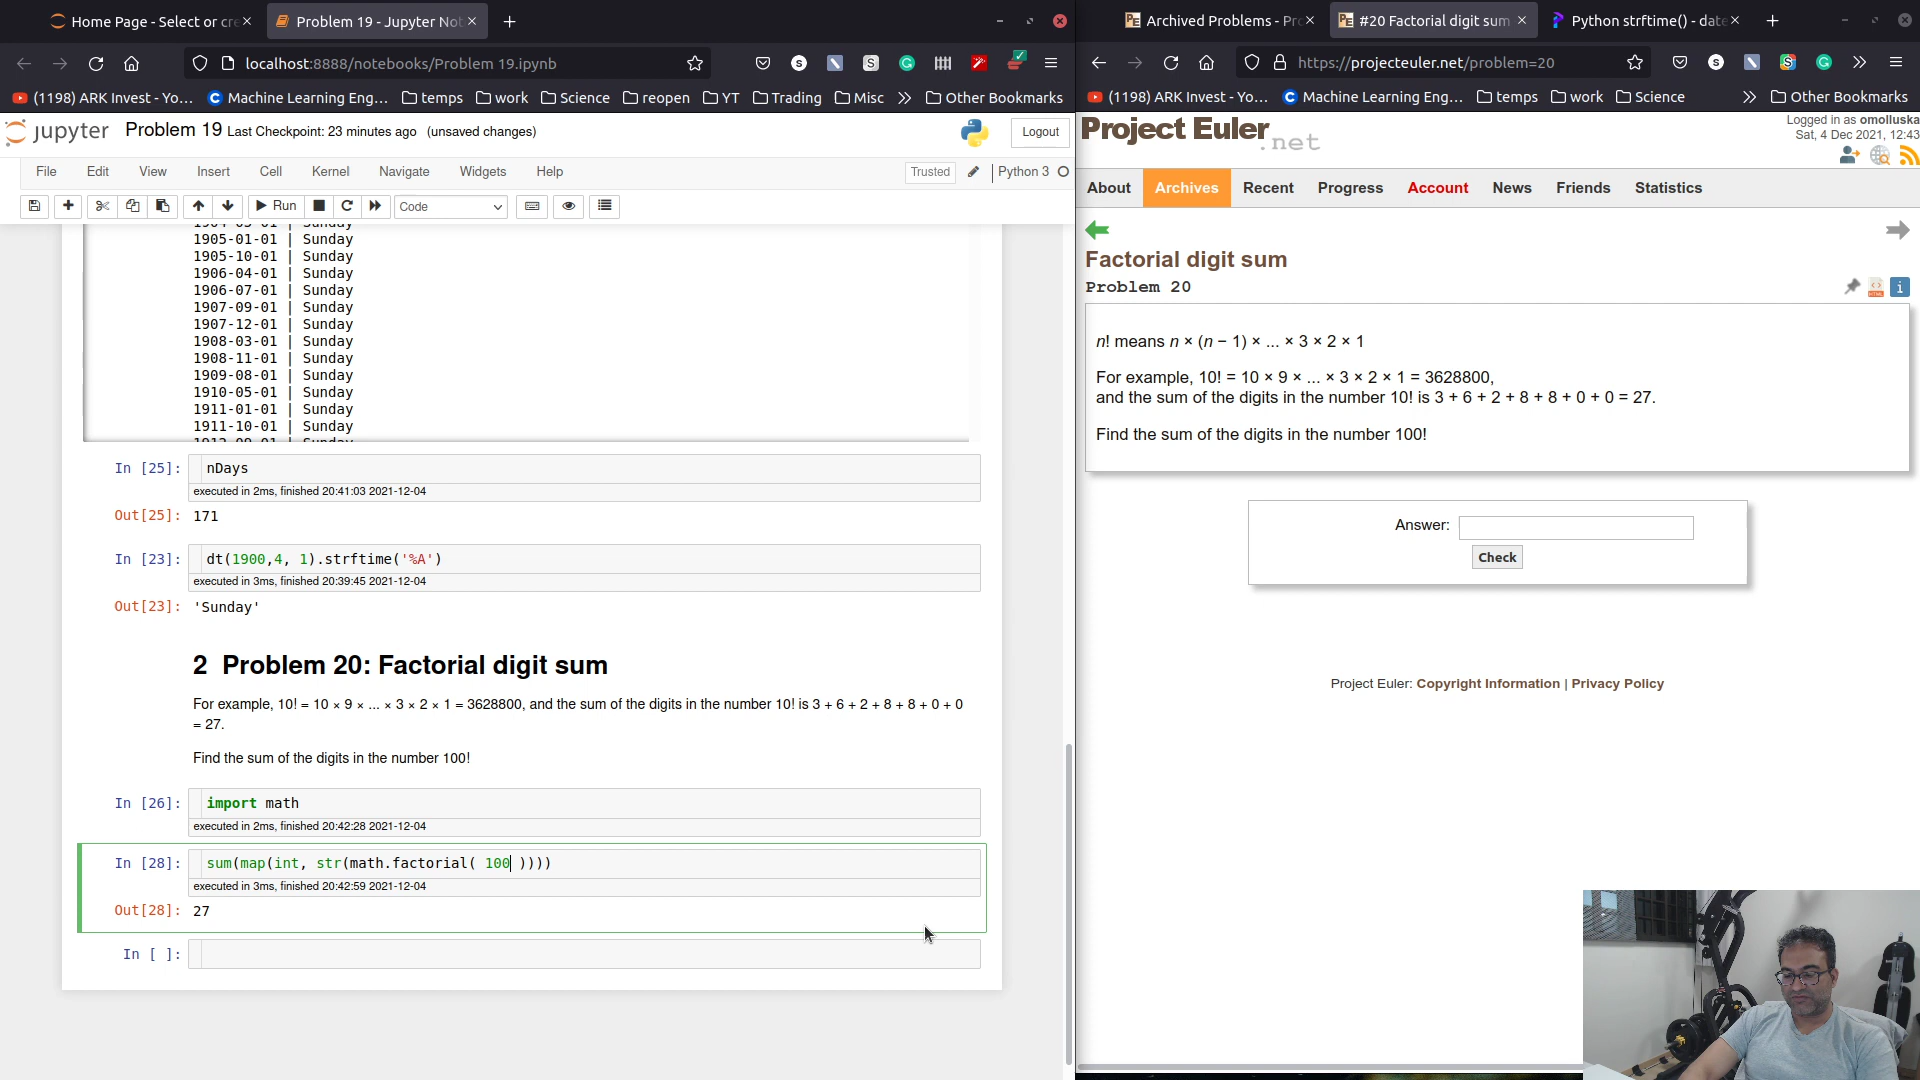 Home Page - Select or cre
Problem 19 - Jupyter Not
localhost:8888/notebooks/Problem 19.ipynb
(1198) ARK Invest - Yo...
Machine Learning Eng...
temps
work
Science
reopen
YT
Trading
Misc
Other Bookmarks
jupyter
Problem 19 Last Checkpoint: 23 minutes ago (unsaved changes)
Logout
File Edit View Insert Cell Kernel Navigate Widgets Help
Trusted
Python 3
Run
Code
1905-01-01 | Sunday
1905-10-01 | Sunday
1906-04-01 | Sunday
1906-07-01 | Sunday
1907-09-01 | Sunday
1907-12-01 | Sunday
1908-03-01 | Sunday
1908-11-01 | Sunday
1909-08-01 | Sunday
1910-05-01 | Sunday
1911-01-01 | Sunday
1911-10-01 | Sunday
In [25]: nDays
executed in 2ms, finished 20:41:03 2021-12-04
Out[25]: 171
In [23]: dt(1900,4, 1).strftime('%A')
executed in 3ms, finished 20:39:45 2021-12-04
Out[23]: 'Sunday'
2 Problem 20: Factorial digit sum
For example, 10! = 10 × 9 × ... × 3 × 2 × 1 = 3628800, and the sum of the digits in the number 10! is 3 + 6 + 2 + 8 + 8 + 0 + 0
= 27.
Find the sum of the digits in the number 100!
In [26]: import math
executed in 2ms, finished 20:42:28 2021-12-04
In [28]: sum(map(int, str(math.factorial( 100 ))))
executed in 3ms, finished 20:42:59 2021-12-04
Out[28]: 27
In [ ]:
Archived Problems - Pro
#20 Factorial digit sum
Python strftime() - date
https://projecteuler.net/problem=20
(1198) ARK Invest - Yo...
Machine Learning Eng...
temps
work
Science
Other Bookmarks
Project Euler.net
Logged in as omolluska
Sat, 4 Dec 2021, 12:43
About Archives Recent Progress Account News Friends Statistics
Factorial digit sum
Problem 20
n! means n × (n − 1) × ... × 3 × 2 × 1
For example, 10! = 10 × 9 × ... × 3 × 2 × 1 = 3628800,
and the sum of the digits in the number 10! is 3 + 6 + 2 + 8 + 8 + 0 + 0 = 27.
Find the sum of the digits in the number 100!
Answer:
Check
Project Euler: Copyright Information | Privacy Policy